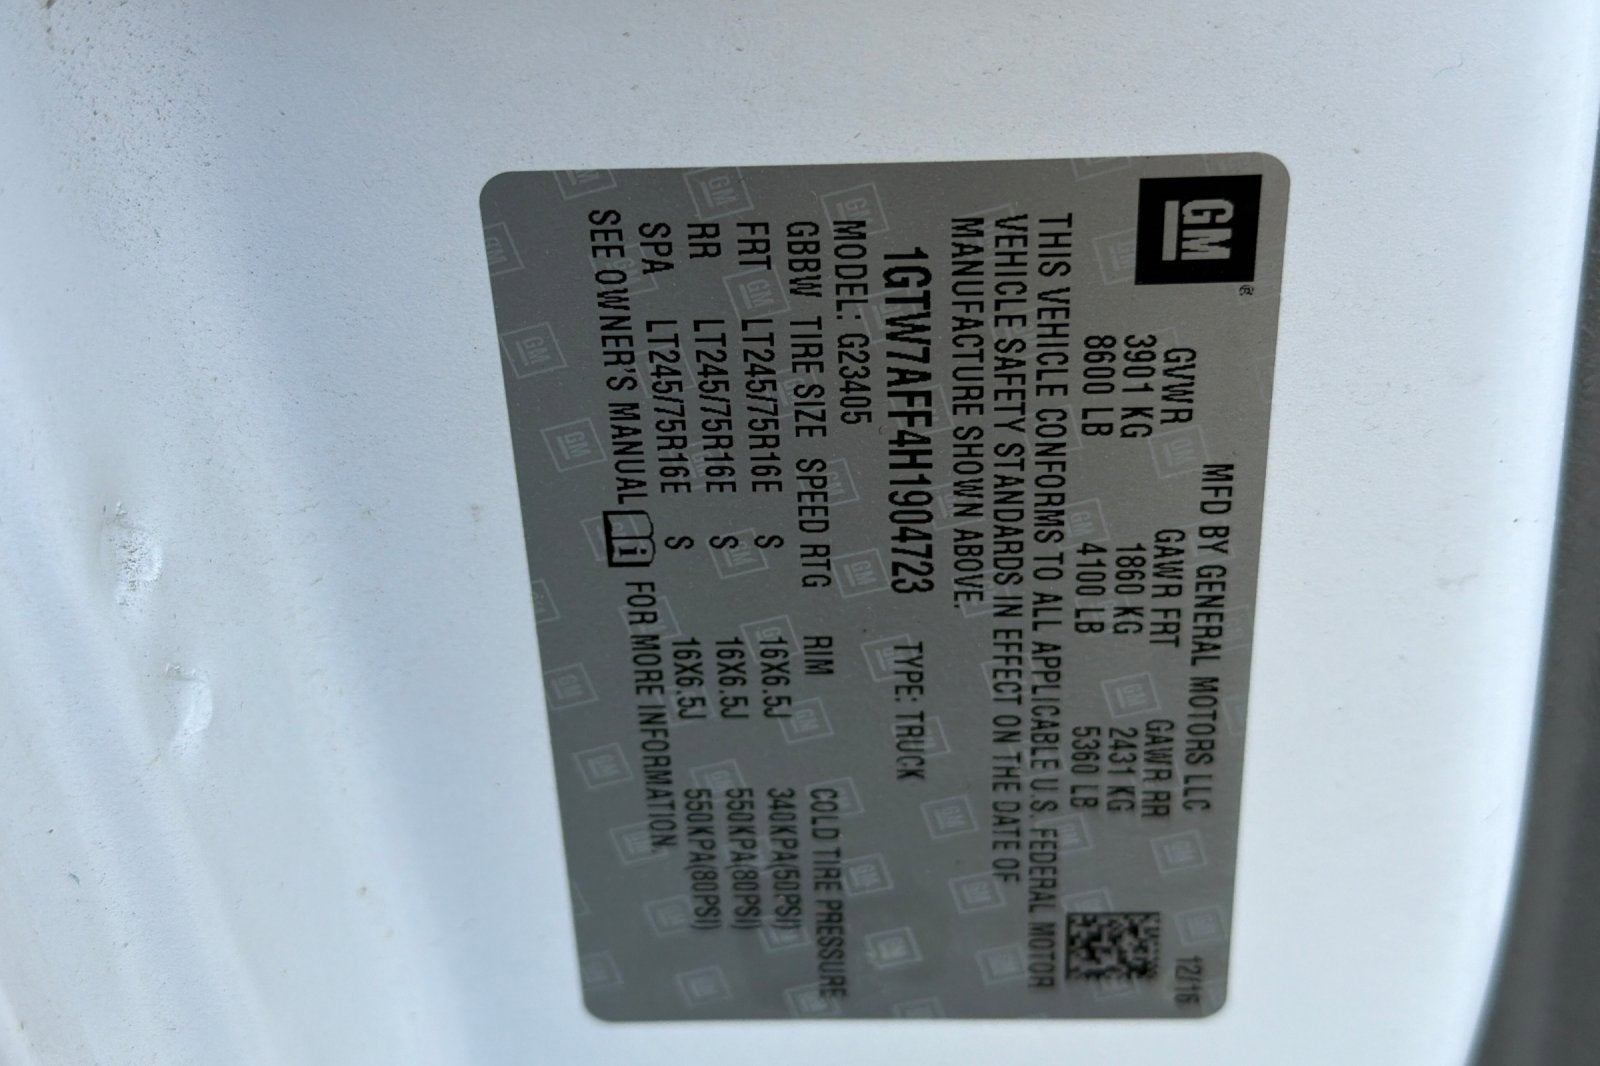 GM®
MFD BY GENERAL MOTORS LLC 12/16
GVWR GAWR FRT GAWR RR
3901 KG 1860 KG 2431 KG
8600 LB 4100 LB 5360 LB
THIS VEHICLE CONFORMS TO ALL APPLICABLE U.S. FEDERAL MOTOR
VEHICLE SAFETY STANDARDS IN EFFECT ON THE DATE OF
MANUFACTURE SHOWN ABOVE.
1GTW7AFF4H1904723 TYPE: TRUCK
MODEL: G23405
GBBW TIRE SIZE SPEED RTG RIM COLD TIRE PRESSURE
FRT LT245/75R16E S 16X6.5J 340KPA(50PSI)
RR LT245/75R16E S 16X6.5J 550KPA(80PSI)
SPA LT245/75R16E S 16X6.5J 550KPA(80PSI)
SEE OWNER'S MANUAL i FOR MORE INFORMATION.